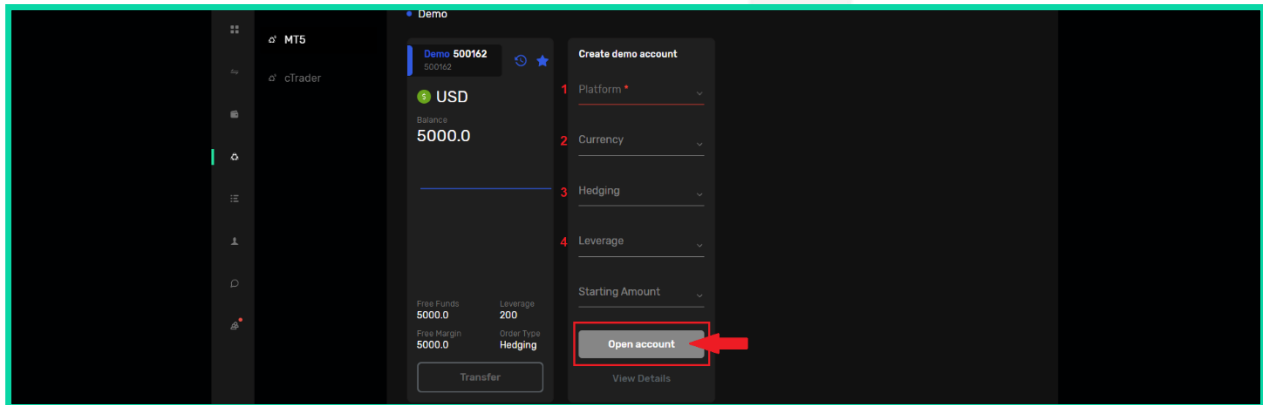 Demo
MT5
cTrader
Demo 500162
500162
USD
Balance
5000.0
Free Funds
5000.0
Leverage
200
Free Margin
5000.0
Order Type
Hedging
Transfer
Create demo account
1 Platform *
2 Currency
3 Hedging
4 Leverage
Starting Amount
Open account
View Details